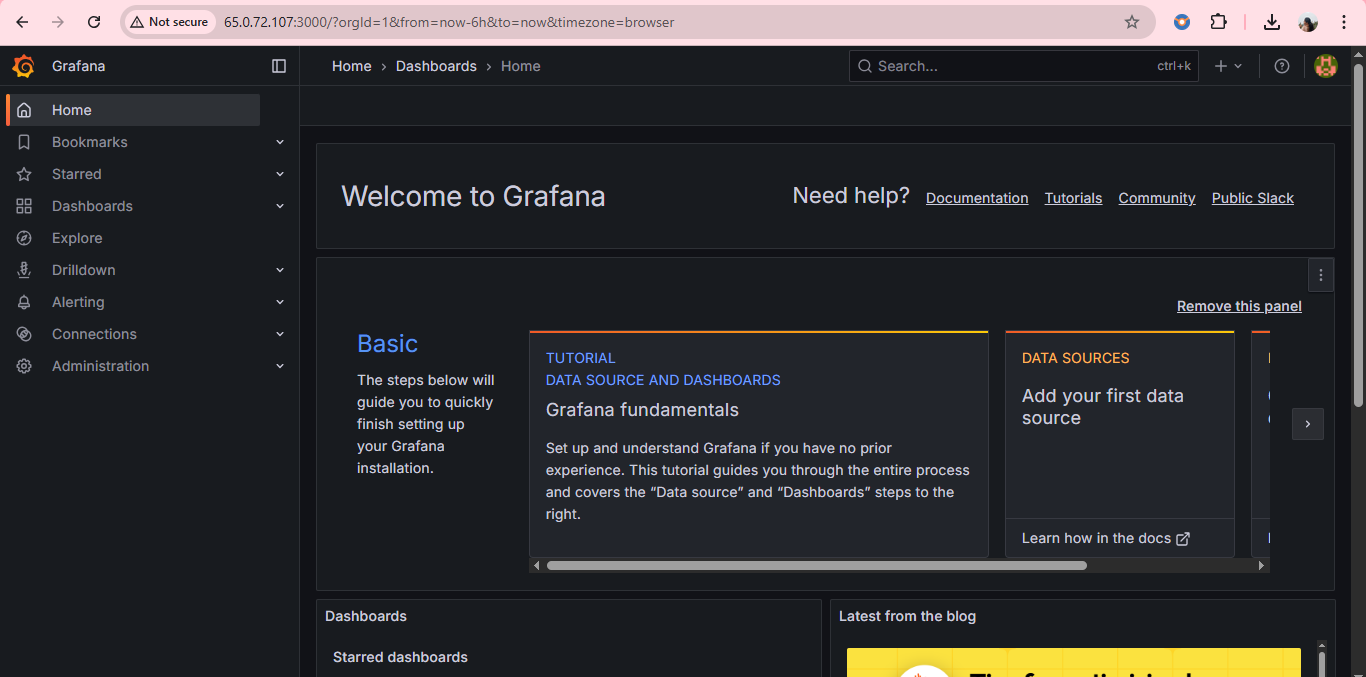 Not secure
65.0.72.107:3000/?orgId=1&from=now-6h&to=now&timezone=browser
Grafana
Home › Dashboards › Home
Search...
ctrl+k
Home
Bookmarks
Starred
Dashboards
Explore
Drilldown
Alerting
Connections
Administration
Welcome to Grafana
Need help?
Documentation
Tutorials
Community
Public Slack
Remove this panel
Basic
The steps below will
guide you to quickly
finish setting up
your Grafana
installation.
TUTORIAL
DATA SOURCE AND DASHBOARDS
Grafana fundamentals
Set up and understand Grafana if you have no prior
experience. This tutorial guides you through the entire process
and covers the “Data source” and “Dashboards” steps to the
right.
DATA SOURCES
Add your first data
source
Learn how in the docs
Dashboards
Starred dashboards
Latest from the blog